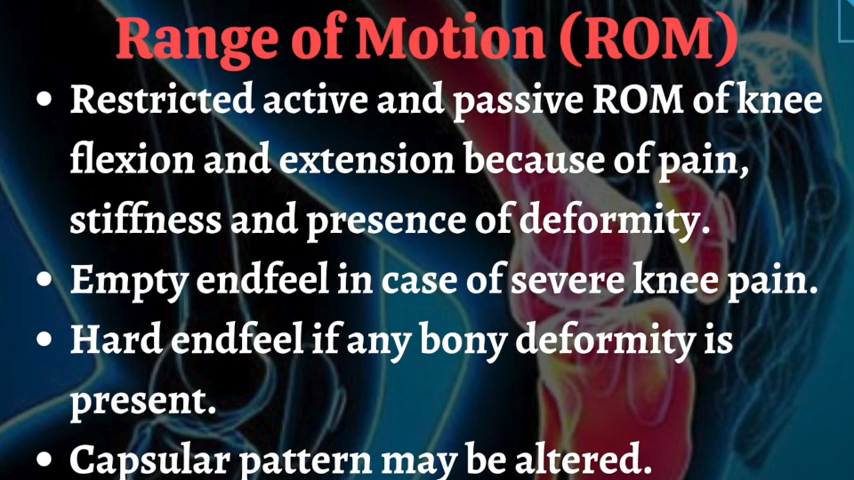 Range of Motion (ROM)
• Restricted active and passive ROM of knee
flexion and extension because of pain,
stiffness and presence of deformity.
• Empty endfeel in case of severe knee pain.
• Hard endfeel if any bony deformity is
present.
• Capsular pattern may be altered.